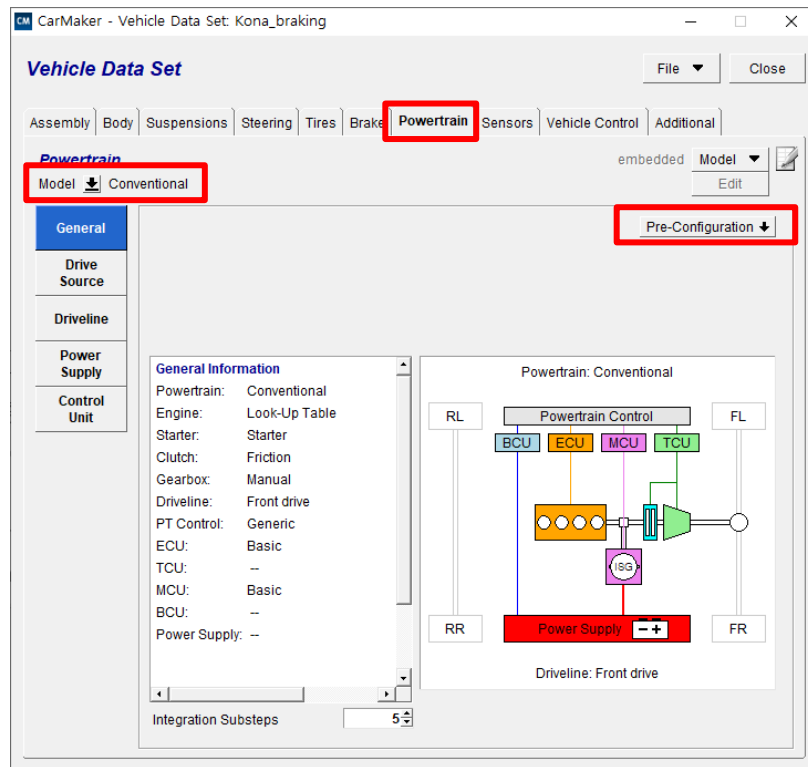 CM CarMaker - Vehicle Data Set: Kona_braking
Vehicle Data Set
File
Close
Assembly Body Suspensions Steering Tires Brake Powertrain Sensors Vehicle Control Additional
Powertrain
embedded Model
Model Conventional
Edit
General
Pre-Configuration
Drive
Source
Driveline
Power
Supply
Control
Unit
General Information
Powertrain: Conventional
Engine: Look-Up Table
Starter: Starter
Clutch: Friction
Gearbox: Manual
Driveline: Front drive
PT Control: Generic
ECU: Basic
TCU: --
MCU: Basic
BCU: --
Power Supply: --
Integration Substeps 5
Powertrain: Conventional
RL Powertrain Control FL
BCU ECU MCU TCU
ISG
RR Power Supply FR
Driveline: Front drive